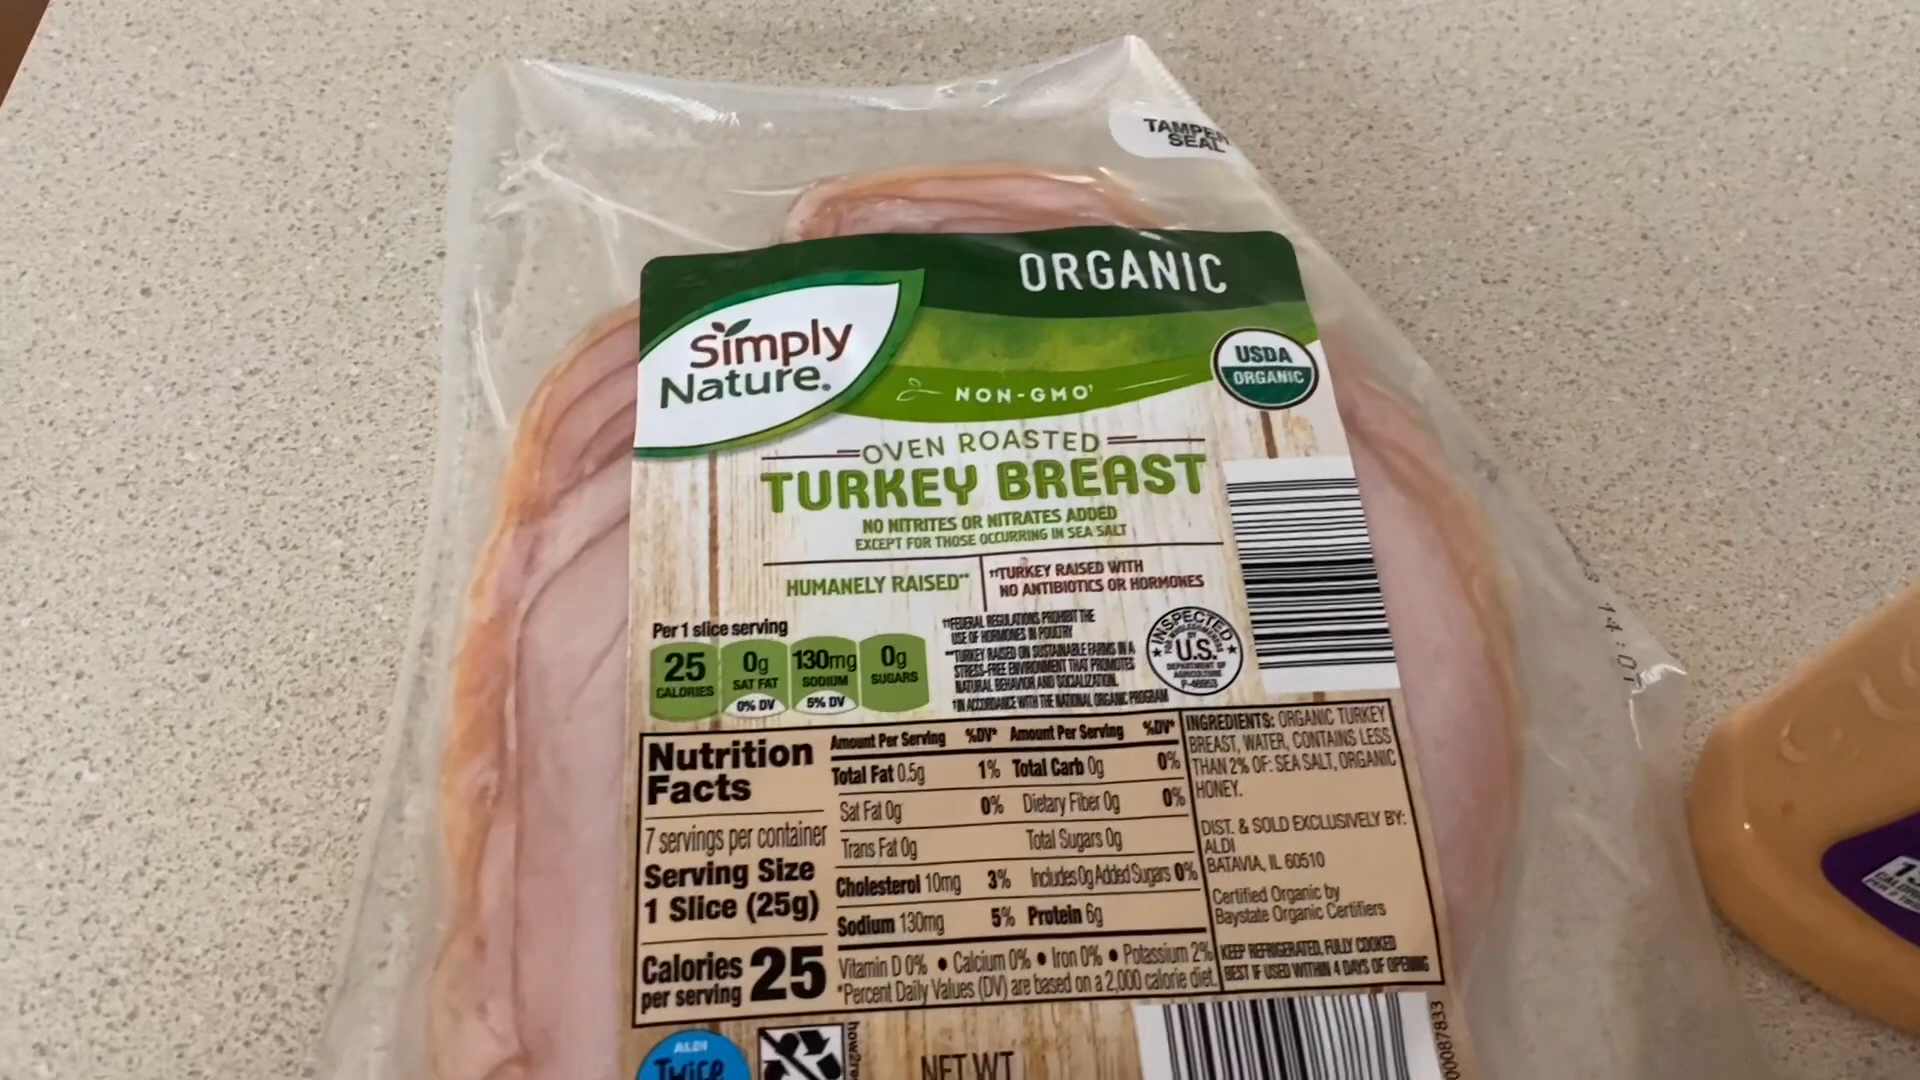 TAMPER
SEAL
ORGANIC
Simply
Nature.
NON-GMO†
USDA
ORGANIC
OVEN ROASTED
TURKEY BREAST
NO NITRITES OR NITRATES ADDED
EXCEPT FOR THOSE OCCURRING IN SEA SALT
HUMANELY RAISED**
††TURKEY RAISED WITH
NO ANTIBIOTICS OR HORMONES
Per 1 slice serving
25
CALORIES
0g
SAT FAT
0% DV
130mg
SODIUM
5% DV
0g
SUGARS
††FEDERAL REGULATIONS PROHIBIT THE
USE OF HORMONES IN POULTRY
**TURKEY RAISED ON SUSTAINABLE FARMS IN A
STRESS-FREE ENVIRONMENT THAT PROMOTES
NATURAL BEHAVIOR AND SOCIALIZATION.
†IN ACCORDANCE WITH THE NATIONAL ORGANIC PROGRAM
INSPECTED
FOR WHOLESOMENESS
BY
U.S.
DEPARTMENT OF
AGRICULTURE
Nutrition
Facts
7 servings per container
Serving Size
1 Slice (25g)
Calories 25
per serving
Amount Per Serving %DV* Amount Per Serving %DV*
Total Fat 0.5g 1% Total Carb 0g 0%
Sat Fat 0g 0% Dietary Fiber 0g 0%
Trans Fat 0g Total Sugars 0g
Cholesterol 10mg 3% Includes 0g Added Sugars 0%
Sodium 130mg 5% Protein 6g
Vitamin D 0% • Calcium 0% • Iron 0% • Potassium 2%
*Percent Daily Values (DV) are based on a 2,000 calorie diet.
INGREDIENTS: ORGANIC TURKEY
BREAST, WATER, CONTAINS LESS
THAN 2% OF: SEA SALT, ORGANIC
HONEY.
DIST. & SOLD EXCLUSIVELY BY:
ALDI
BATAVIA, IL 60510
Certified Organic by
Baystate Organic Certifiers
KEEP REFRIGERATED, FULLY COOKED
BEST IF USED WITHIN 4 DAYS OF OPENING
ALDI
Twice
NET WT
00087833
14:01